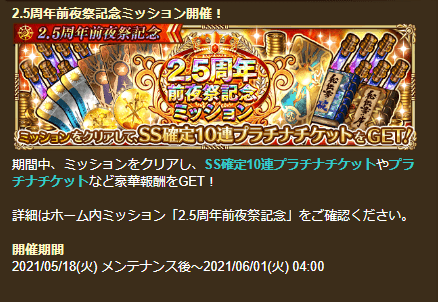 2.5周年前夜祭記念ミッション開催！
2.5周年前夜祭記念
2.5周年
前夜祭記念
ミッション
ミッションをクリアして、SS確定10連プラチナチケットをGET!
期間中、ミッションをクリアし、SS確定10連プラチナチケットやプラ
チナチケットなど豪華報酬をGET！
詳細はホーム内ミッション「2.5周年前夜祭記念」をご確認ください。
開催期間
2021/05/18(火) メンテナンス後～2021/06/01(火) 04:00